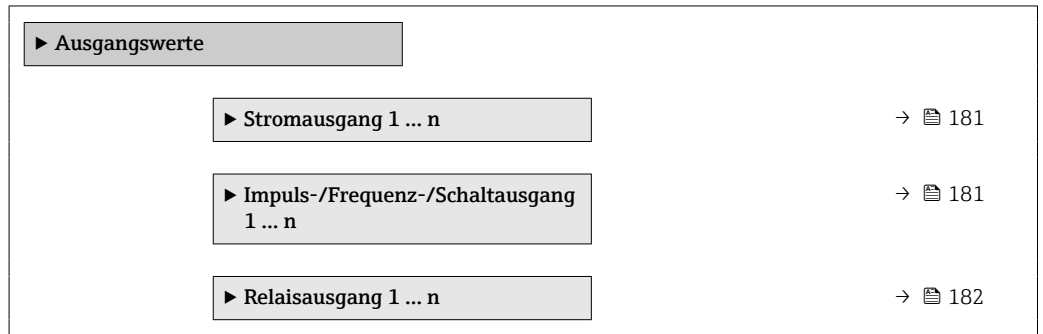 ▶ Ausgangswerte
▶ Stromausgang 1 … n → 181
▶ Impuls-/Frequenz-/Schaltausgang
1 … n → 181
▶ Relaisausgang 1 … n → 182